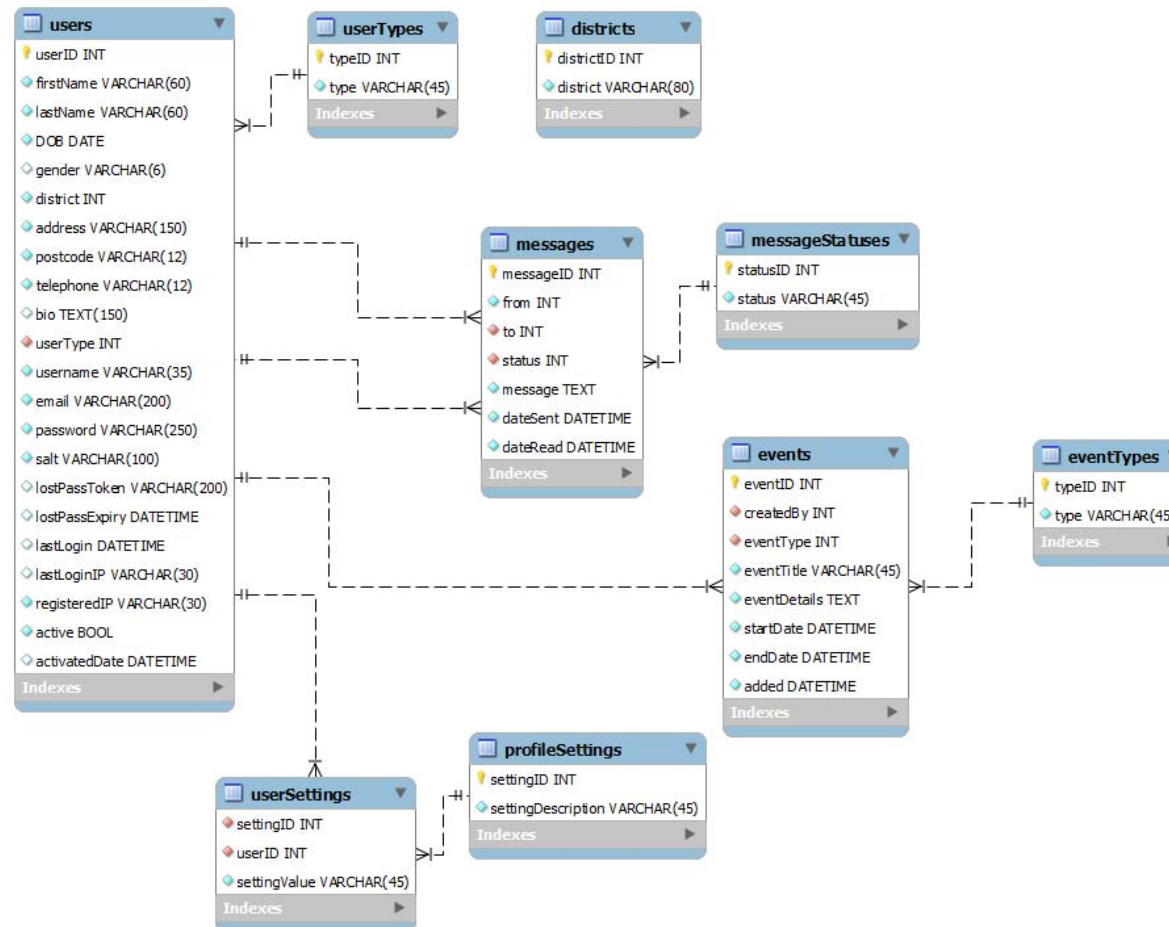 users
userID INT
firstName VARCHAR(60)
lastName VARCHAR(60)
DOB DATE
gender VARCHAR(6)
district INT
address VARCHAR(150)
postcode VARCHAR(12)
telephone VARCHAR(12)
bio TEXT(150)
userType INT
username VARCHAR(35)
email VARCHAR(200)
password VARCHAR(250)
salt VARCHAR(100)
lostPassToken VARCHAR(200)
lostPassExpiry DATETIME
lastLogin DATETIME
lastLoginIP VARCHAR(30)
registeredIP VARCHAR(30)
active BOOL
activatedDate DATETIME
Indexes
userTypes
typeID INT
type VARCHAR(45)
Indexes
districts
districtID INT
district VARCHAR(80)
Indexes
messages
messageID INT
from INT
to INT
status INT
message TEXT
dateSent DATETIME
dateRead DATETIME
Indexes
messageStatuses
statusID INT
status VARCHAR(45)
Indexes
events
eventID INT
createdBy INT
eventType INT
eventTitle VARCHAR(45)
eventDetails TEXT
startDate DATETIME
endDate DATETIME
added DATETIME
Indexes
eventTypes
typeID INT
type VARCHAR(45
Indexes
userSettings
settingID INT
userID INT
settingValue VARCHAR(45)
Indexes
profileSettings
settingID INT
settingDescription VARCHAR(45)
Indexes